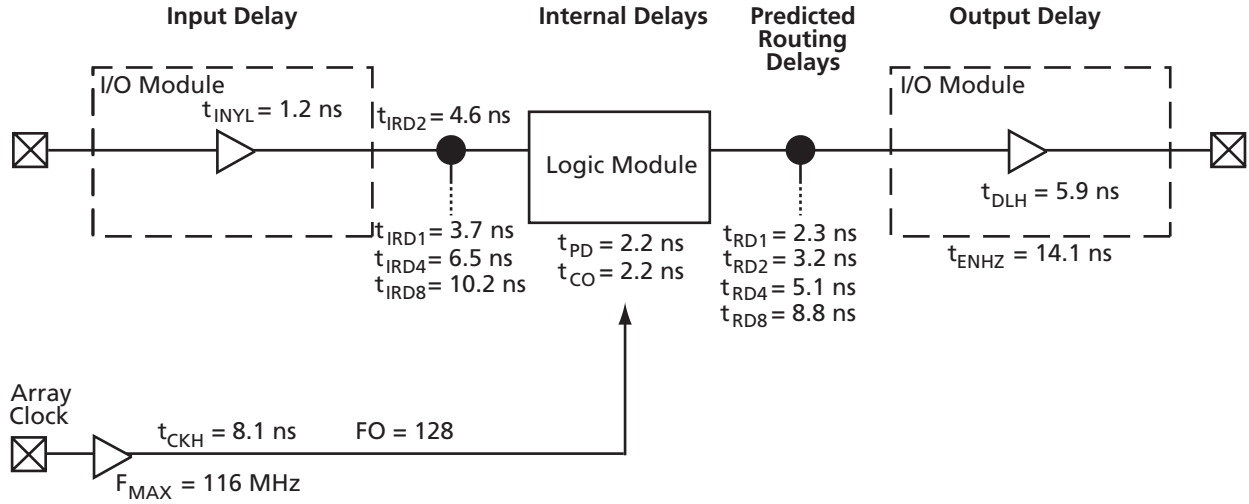 Input Delay
Internal Delays
Predicted
Routing
Delays
Output Delay
I/O Module
t_INYL = 1.2 ns
t_IRD2 = 4.6 ns
t_IRD1 = 3.7 ns
t_IRD4 = 6.5 ns
t_IRD8 = 10.2 ns
Logic Module
t_PD = 2.2 ns
t_CO = 2.2 ns
t_RD1 = 2.3 ns
t_RD2 = 3.2 ns
t_RD4 = 5.1 ns
t_RD8 = 8.8 ns
I/O Module
t_DLH = 5.9 ns
t_ENHZ = 14.1 ns
Array
Clock
t_CKH = 8.1 ns
FO = 128
F_MAX = 116 MHz